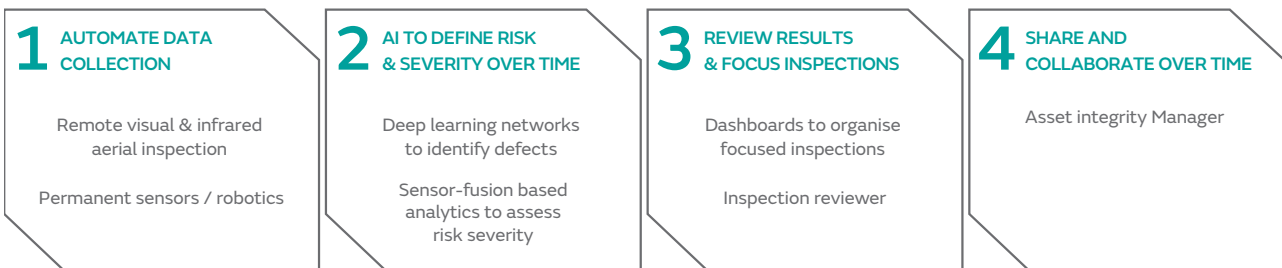 1 AUTOMATE DATA
COLLECTION
Remote visual & infrared
aerial inspection
Permanent sensors / robotics
2 AI TO DEFINE RISK
& SEVERITY OVER TIME
Deep learning networks
to identify defects
Sensor-fusion based
analytics to assess
risk severity
3 REVIEW RESULTS
& FOCUS INSPECTIONS
Dashboards to organise
focused inspections
Inspection reviewer
4 SHARE AND
COLLABORATE OVER TIME
Asset integrity Manager